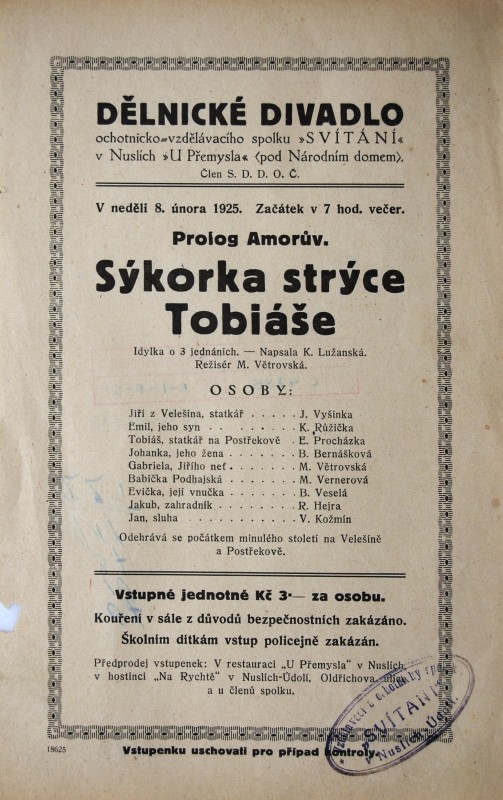 DĚLNICKÉ DIVADLO
ochotnicko-vzdělávacího spolku »SVÍTÁNÍ«
v Nuslích »U Přemysla« (pod Národním domem).
Člen S. D. D. O. Č.
V neděli 8. února 1925. Začátek v 7 hod. večer.
Prolog Amorův.
Sýkorka strýce
Tobiáše
Idylka o 3 jednáních. — Napsala K. Lužanská.
Režisér M. Větrovská.
OSOBY:
Jiří z Velešina, statkář . . . . . J. Vyšinka
Emil, jeho syn . . . . . . . . K. Růžička
Tobiáš, statkář na Postřekově . E. Procházka
Johanka, jeho žena . . . . . . . B. Bernášková
Gabriela, Jiřího neť . . . . . . . M. Větrovská
Babička Podhajská . . . . . . . M. Vernerová
Evička, její vnučka . . . . . . . B. Veselá
Jakub, zahradník . . . . . . . . R. Hejra
Jan, sluha . . . . . . . . . . . V. Kožmín
Odehrává se počátkem minulého století na Velešíně
a Postřekově.
Vstupné jednotné Kč 3·— za osobu.
Kouření v sále z důvodů bezpečnostních zakázáno.
Školním dítkám vstup policejně zakázán.
Předprodej vstupenek: V restauraci „U Přemysla“ v Nuslích,
v hostinci „Na Rychtě“ v Nuslích-Údolí, Oldřichova ulice
a u členů spolku.
"SVÍTÁNÍ"
v Nuslích, Údolí.
18625
Vstupenku uschovati pro případ kontroly.